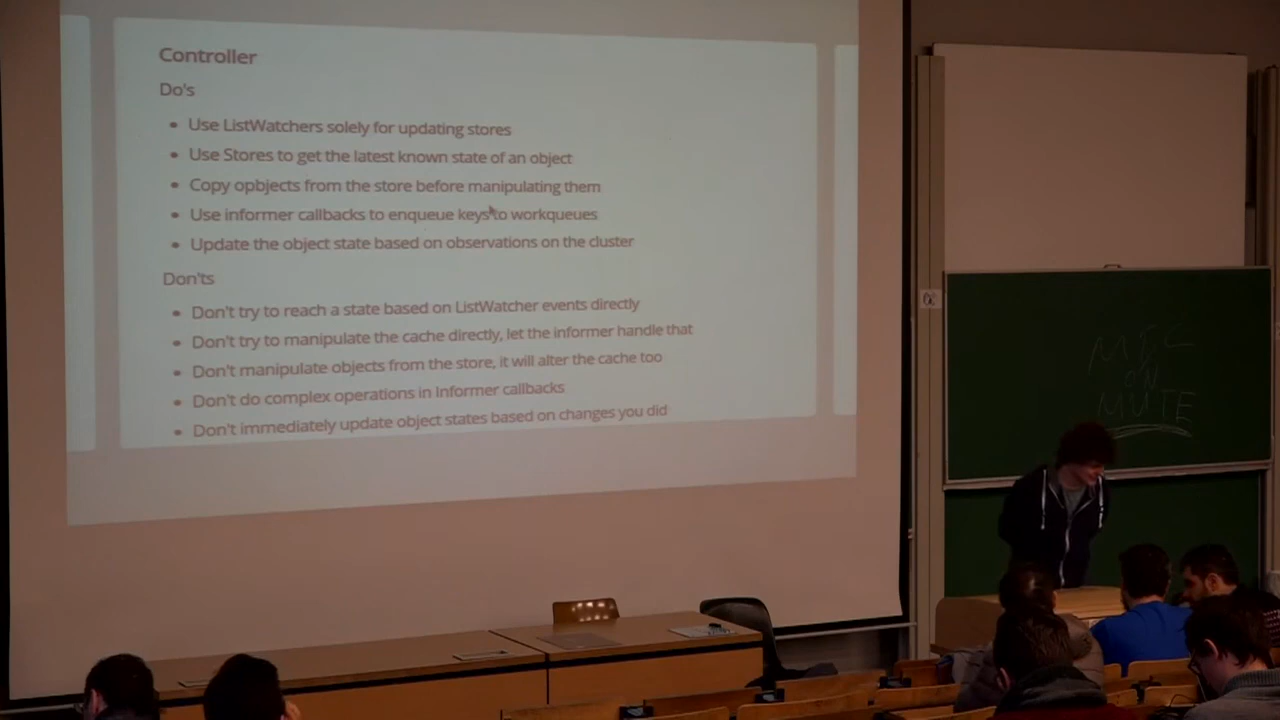 Controller
Do's
• Use ListWatchers solely for updating stores
• Use Stores to get the latest known state of an object
• Copy opbjects from the store before manipulating them
• Use informer callbacks to enqueue keys to workqueues
• Update the object state based on observations on the cluster
Don'ts
• Don't try to reach a state based on ListWatcher events directly
• Don't try to manipulate the cache directly, let the informer handle that
• Don't manipulate objects from the store, it will alter the cache too
• Don't do complex operations in Informer callbacks
• Don't immediately update object states based on changes you did
MIC
ON
MUTE